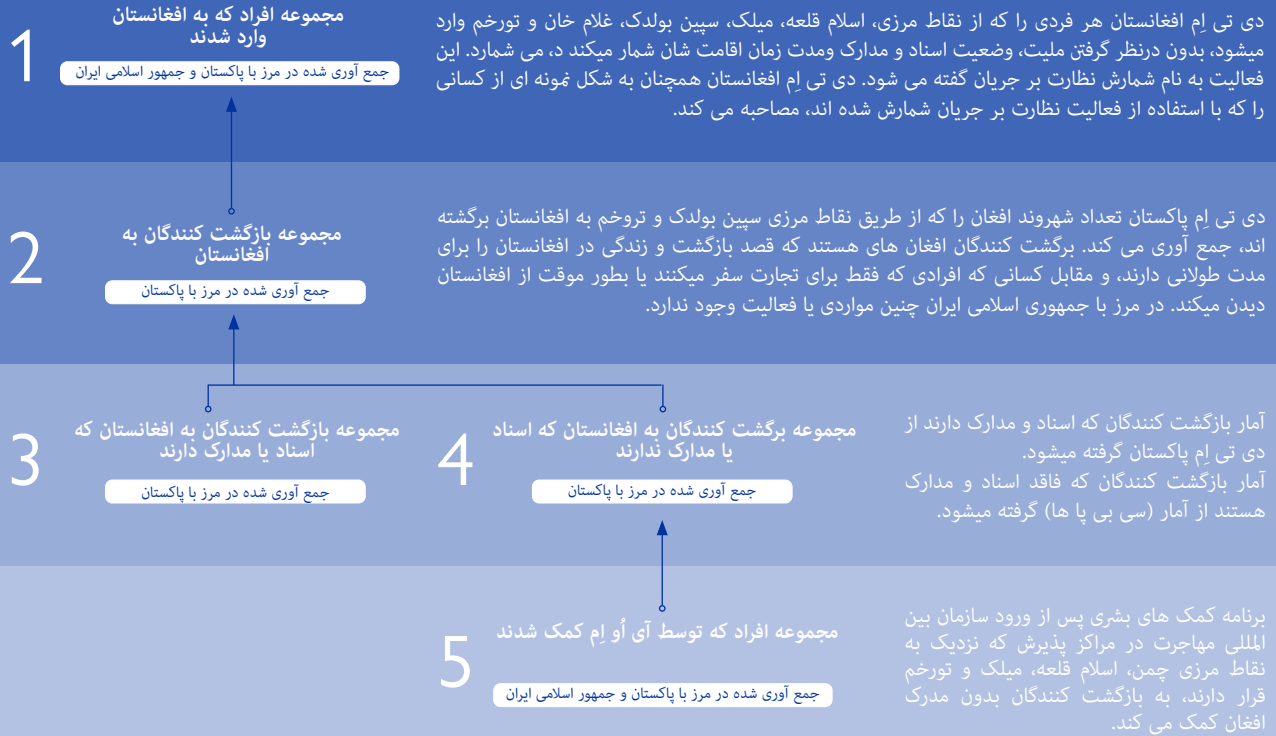 مجموعه افراد که به افغانستان
وارد شدند
1
جمع آوری شده در مرز با پاکستان و جمهور اسلامی ایران
دی تی اِم افغانستان هر فردی را که از نقاط مرزی، اسلام قلعه، میلک، سپین بولدک، غلام خان و تورخم وارد
میشود، بدون درنظر گرفتن ملیت، وضعیت اسناد و مدارک ومدت زمان اقامت شان شمار میکند د، می شمارد. این
فعالیت به نام شمارش نظارت بر جریان گفته می شود. دی تی اِم افغانستان همچنان به شکل نمونه ای از کسانی
را که با استفاده از فعالیت نظارت بر جریان شمارش شده اند، مصاحبه می کند.
مجموعه بازگشت کنندگان به
افغانستان
2
جمع آوری شده در مرز با پاکستان
دی تی اِم پاکستان تعداد شهروند افغان را که از طریق نقاط مرزی سپین بولدک و تروخم به افغانستان برگشته
اند، جمع آوری می کند. برگشت کنندگان افغان های هستند که قصد بازگشت و زندگی در افغانستان را برای
مدت طولانی دارند، و مقابل کسانی که افرادی که فقط برای تجارت سفر میکنند یا بطور موقت از افغانستان
دیدن میکند. در مرز با جمهوری اسلامی ایران چنین مواردی یا فعالیت وجود ندارد.
مجموعه بازگشت کنندگان به افغانستان که
اسناد یا مدارک دارند
3
جمع آوری شده در مرز با پاکستان
مجموعه برگشت کنندگان به افغانستان که اسناد
یا مدارک ندارند
4
جمع آوری شده در مرز با پاکستان
آمار بازگشت کنندگان که اسناد و مدارک دارند از
دی تی اِم پاکستان گرفته میشود.
آمار بازگشت کنندگان که فاقد اسناد و مدارک
هستند از آمار (سی بی پا ها) گرفته میشود.
مجموعه افراد که توسط آی اُو اِم کمک شدند
5
جمع آوری شده در مرز با پاکستان و جمهور اسلامی ایران
برنامه کمک های بشری پس از ورود سازمان بین
المللی مهاجرت در مراکز پذیرش که نزدیک به
نقاط مرزی چمن، اسلام قلعه، میلک و تورخم
قرار دارند، به بازگشت کنندگان بدون مدرک
افغان کمک می کند.